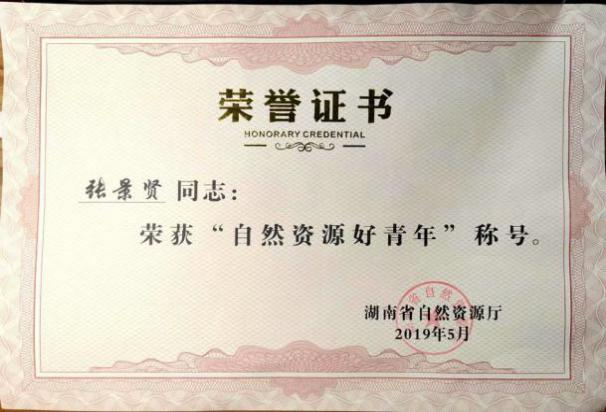 荣誉证书
HONORARY CREDENTIAL
张景贤同志：
荣获“自然资源好青年”称号。
湖南省自然资源厅
2019年5月